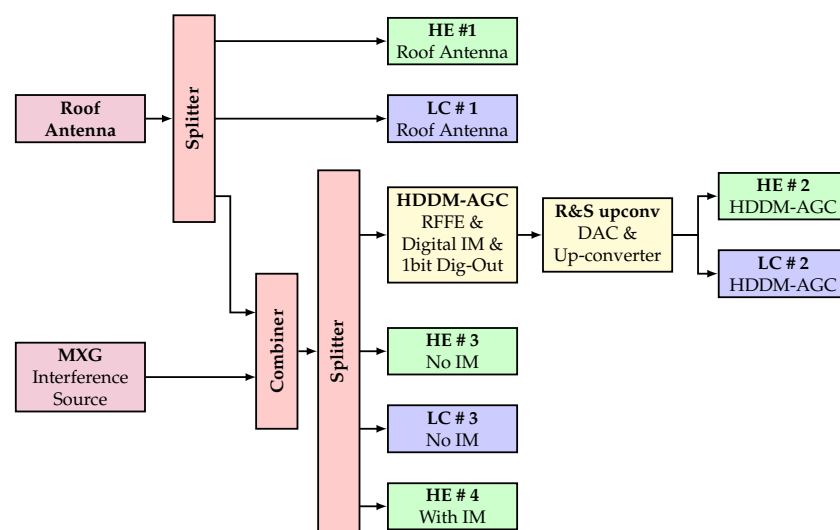 HE #1
Roof Antenna
Roof
Antenna
Splitter
LC # 1
Roof Antenna
HDDM-AGC
RFFE &
Digital IM &
1bit Dig-Out
R&S upconv
DAC &
Up-converter
HE # 2
HDDM-AGC
LC # 2
HDDM-AGC
MXG
Interference
Source
Combiner
Splitter
HE # 3
No IM
LC # 3
No IM
HE # 4
With IM